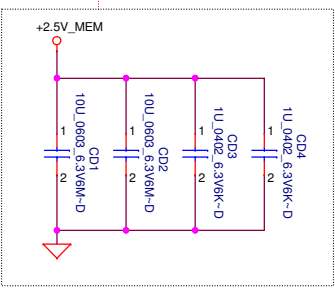 +2.5V_MEM
1
2
CD1
10U_0603_6.3V6M~D
1
2
CD2
10U_0603_6.3V6M~D
1
2
CD3
1U_0402_6.3V6K~D
1
2
CD4
1U_0402_6.3V6K~D